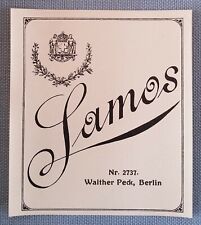 Samos
Nr. 2737.
Walther Peck, Berlin